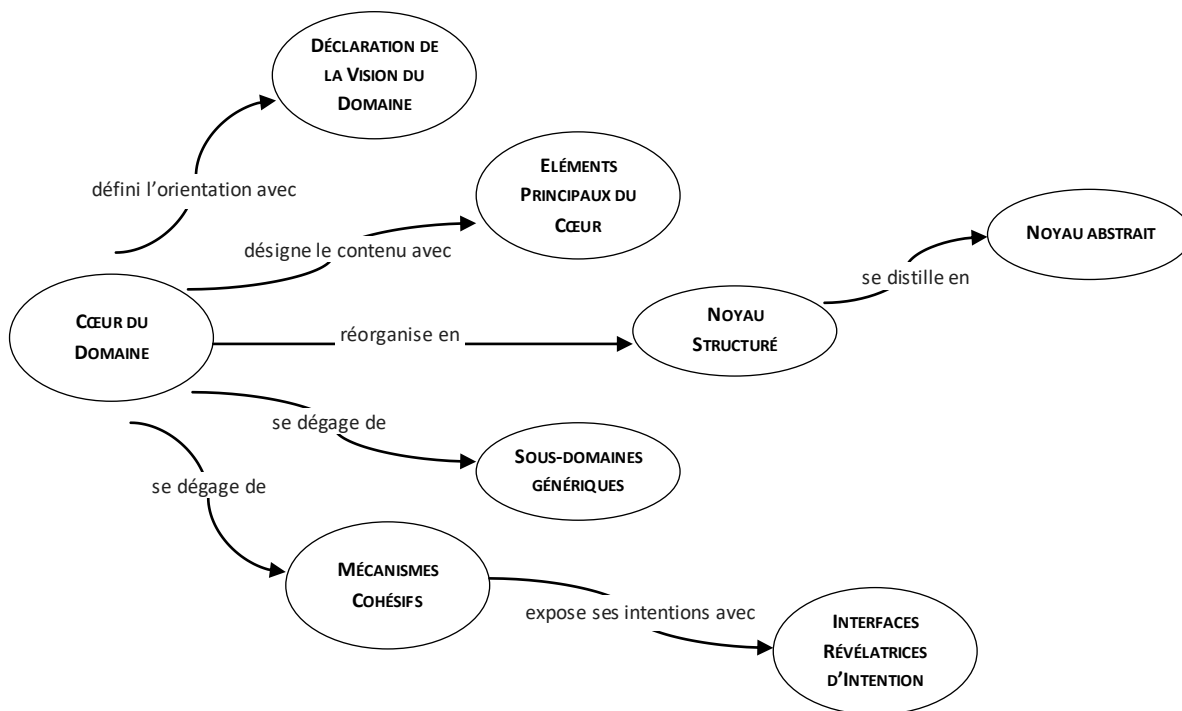 DÉCLARATION DE
LA VISION DU
DOMAINE
défini l'orientation avec
ELÉMENTS
PRINCIPAUX DU
CŒUR
désigne le contenu avec
NOYAU ABSTRAIT
se distille en
CŒUR DU
DOMAINE
réorganise en
NOYAU
STRUCTURÉ
se dégage de
SOUS-DOMAINES
GÉNÉRIQUES
se dégage de
MÉCANISMES
COHÉSIFS
expose ses intentions avec
INTERFACES
RÉVÉLATRICES
D'INTENTION